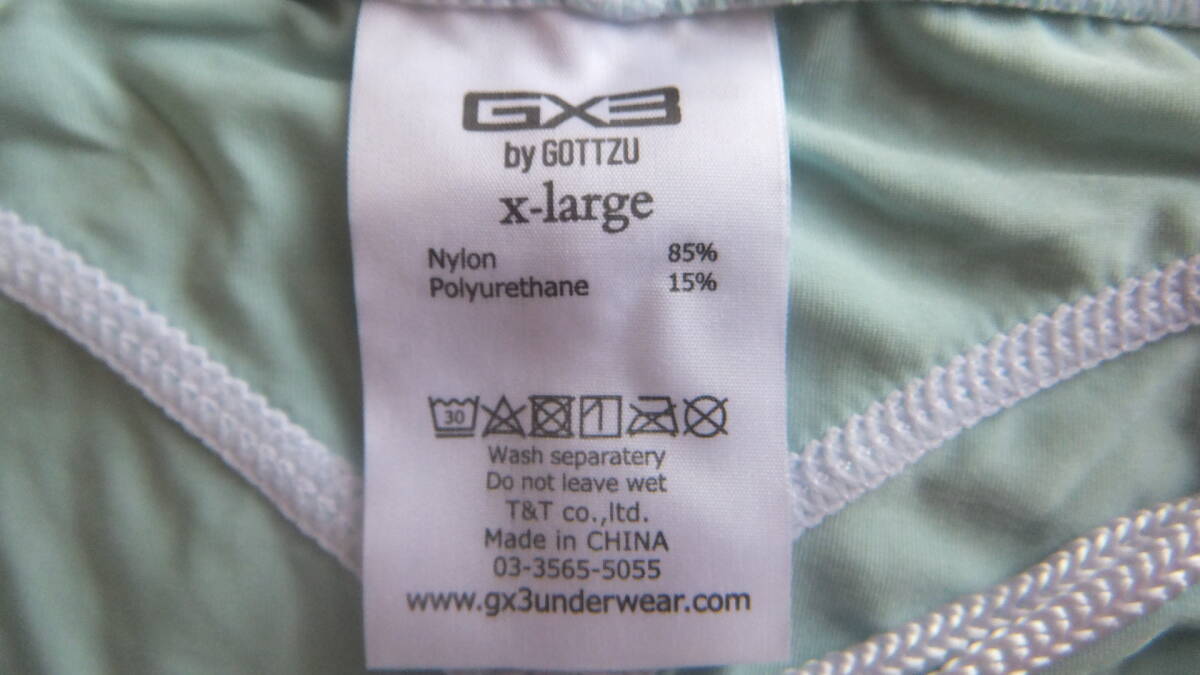 GX3
by GOTTZU
x-large
Nylon 85%
Polyurethane 15%
30
Wash separatery
Do not leave wet
T&T co.,ltd.
Made in CHINA
03-3565-5055
www.gx3underwear.com